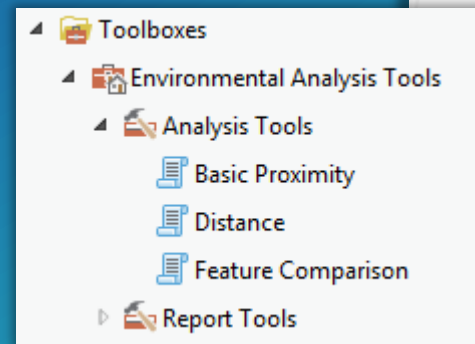 Toolboxes
Environmental Analysis Tools
Analysis Tools
Basic Proximity
Distance
Feature Comparison
Report Tools